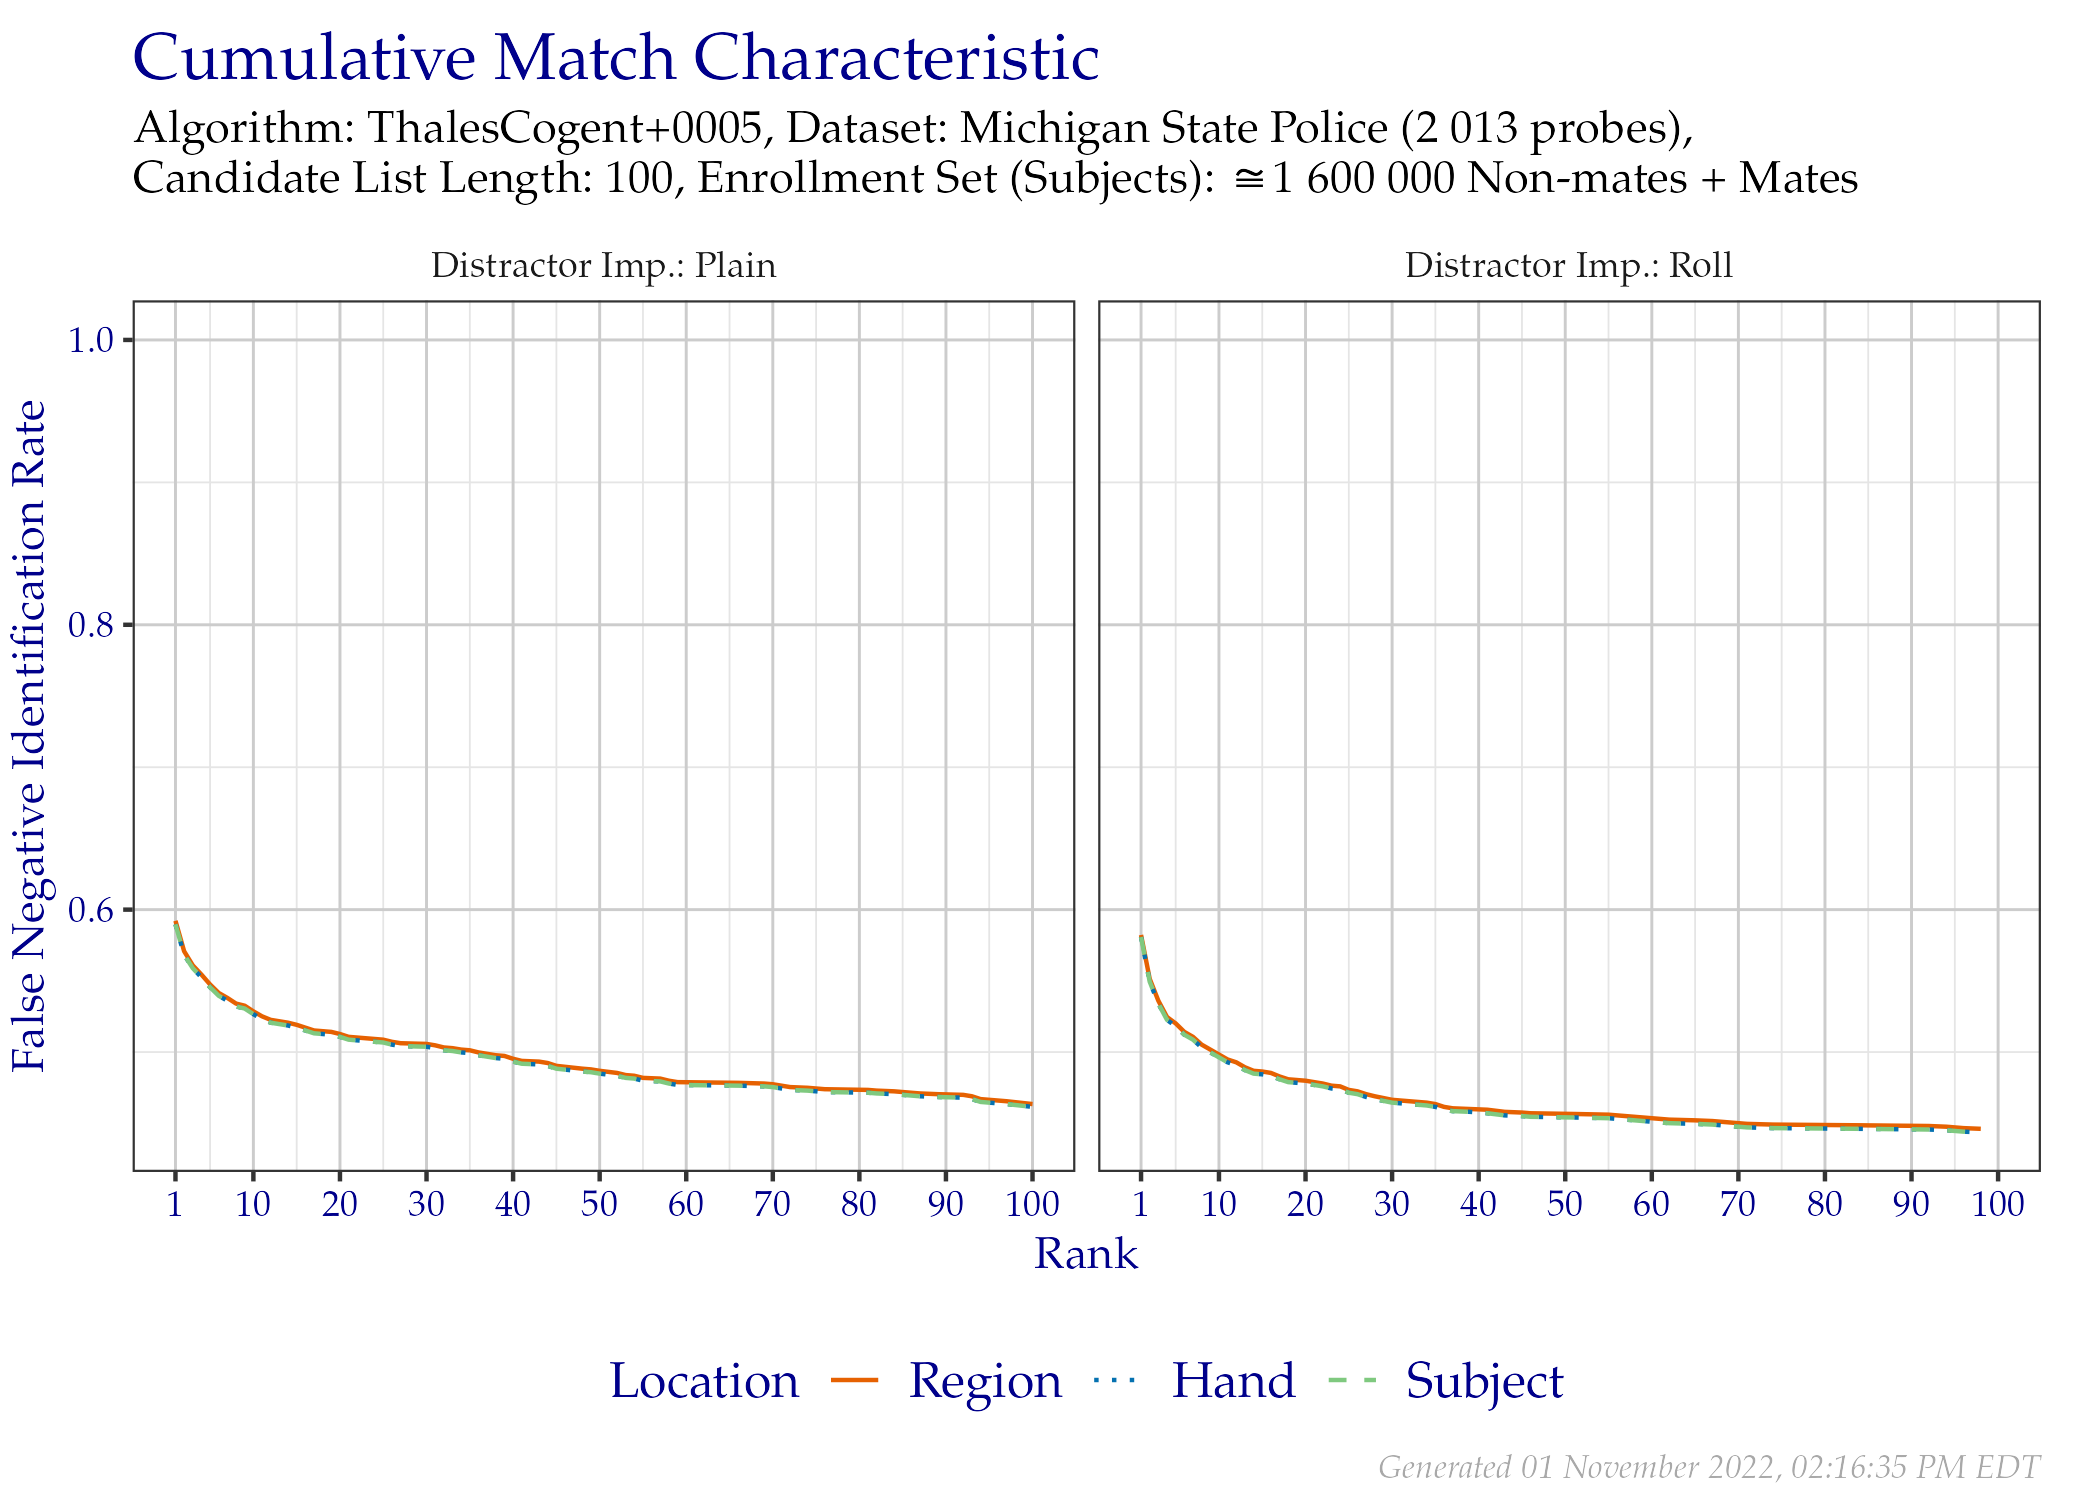 Cumulative Match Characteristic
Algorithm: ThalesCogent+0005, Dataset: Michigan State Police (2 013 probes),
Candidate List Length: 100, Enrollment Set (Subjects): ≅1 600 000 Non-mates + Mates
Distractor Imp.: Plain
Distractor Imp.: Roll
False Negative Identification Rate
1.0
0.8
0.6
1 10 20 30 40 50 60 70 80 90 100
1 10 20 30 40 50 60 70 80 90 100
Rank
Location Region Hand Subject
Generated 01 November 2022, 02:16:35 PM EDT